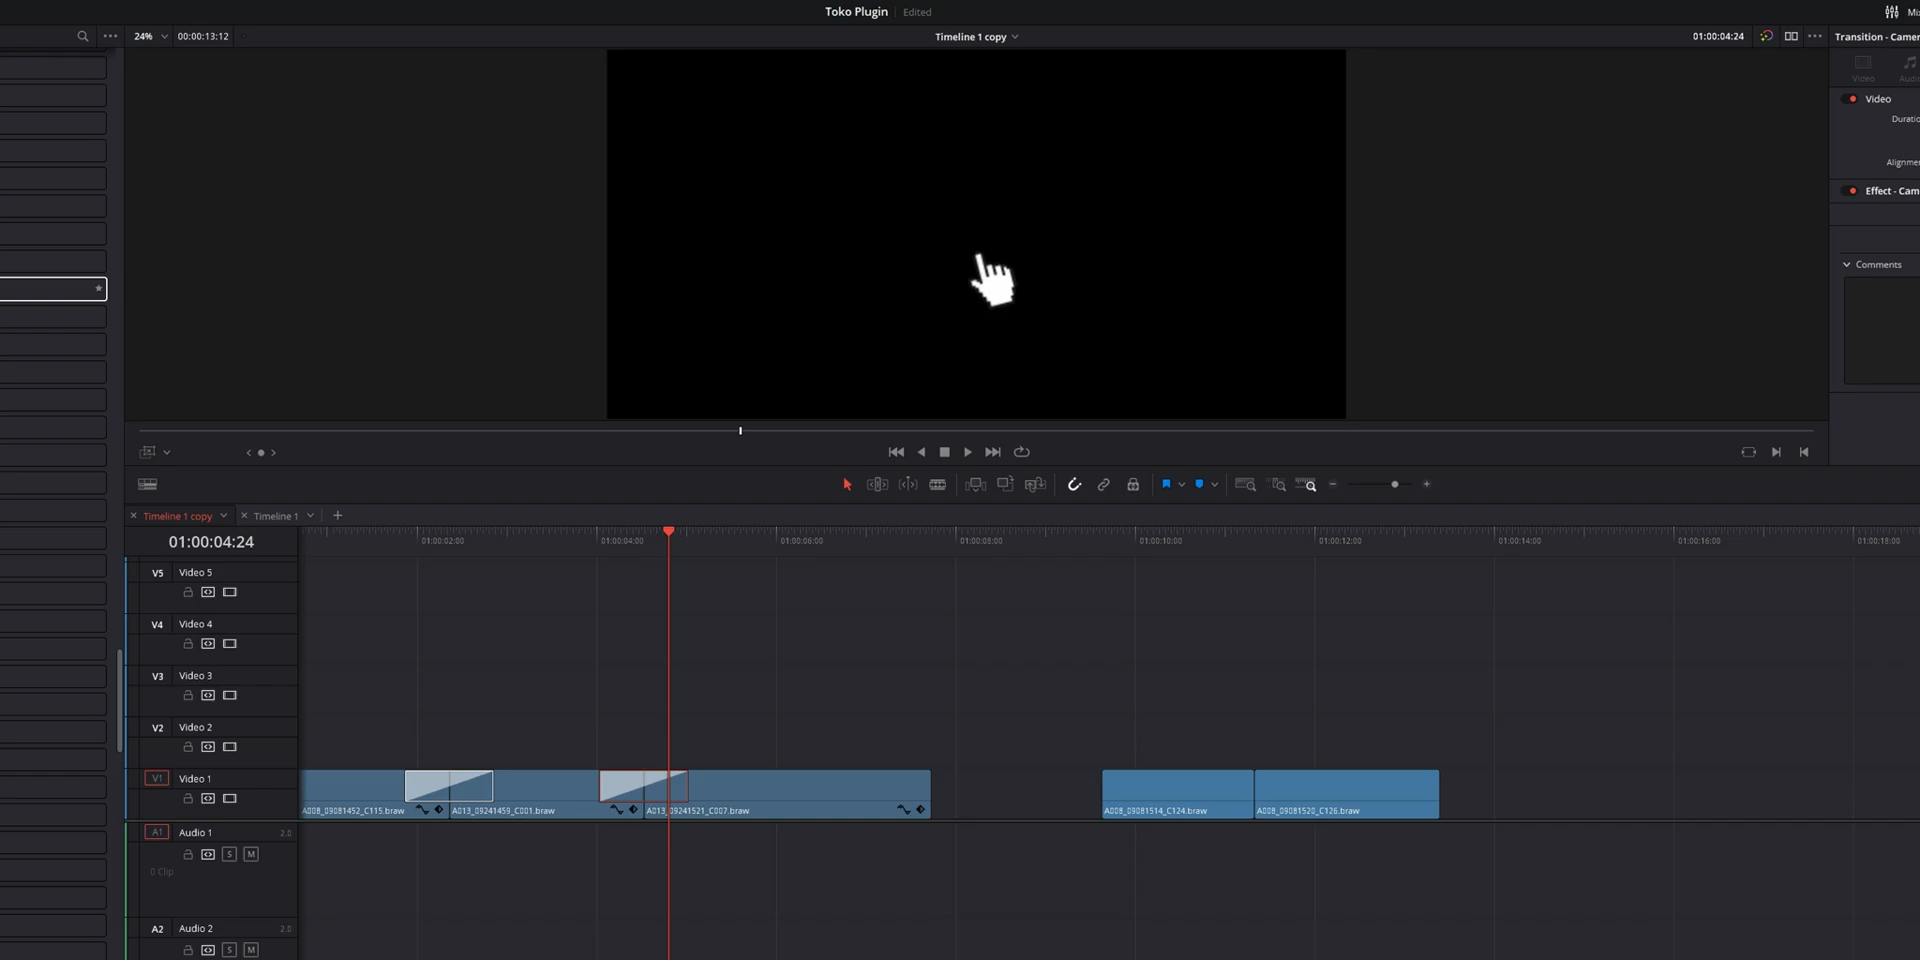 Toko Plugin Edited
24% 00:00:13:12 Timeline 1 copy 01:00:04:24 Transition - Camer
Video
Video
Duratio
Alignme
Effect - Cam
Comments
Timeline 1 copy Timeline 1
01:00:04:24
01:00:02:00 01:00:04:00 01:00:06:00 01:00:08:00 01:00:10:00 01:00:12:00 01:00:14:00 01:00:16:00 01:00:18:00
V5 Video 5
V4 Video 4
V3 Video 3
V2 Video 2
V1 Video 1
A008_09081452_C115.braw A013_09241459_C001.braw A013_09241521_C007.braw A008_09081514_C124.braw A008_09081520_C126.braw
A1 Audio 1 2.0
S M
0 Clip
A2 Audio 2 2.0
S M